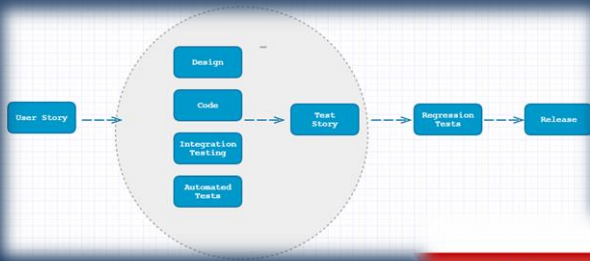 Design
Code
User Story
Test
Story
Regression
Tests
Release
Integration
Testing
Automated
Tests